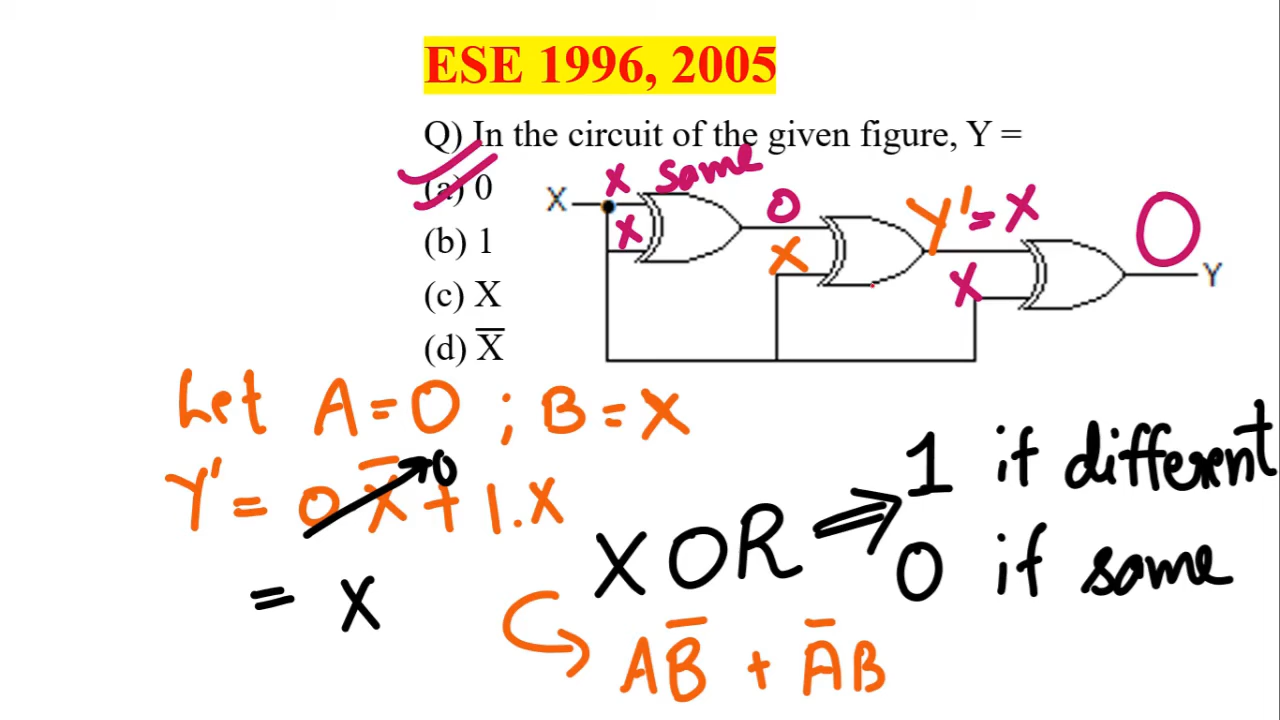 ESE 1996, 2005
Q) In the circuit of the given figure, Y =
(a) 0
(b) 1
(c) X
(d) X̅
X
x
same
x
0
X
Y' = X
X
0
Y
Let A = 0 ; B = X
Y' = 0 X̅ + 1.X
0
= X
XOR ⇒ 1 if different
0 if same
AB̅ + A̅B